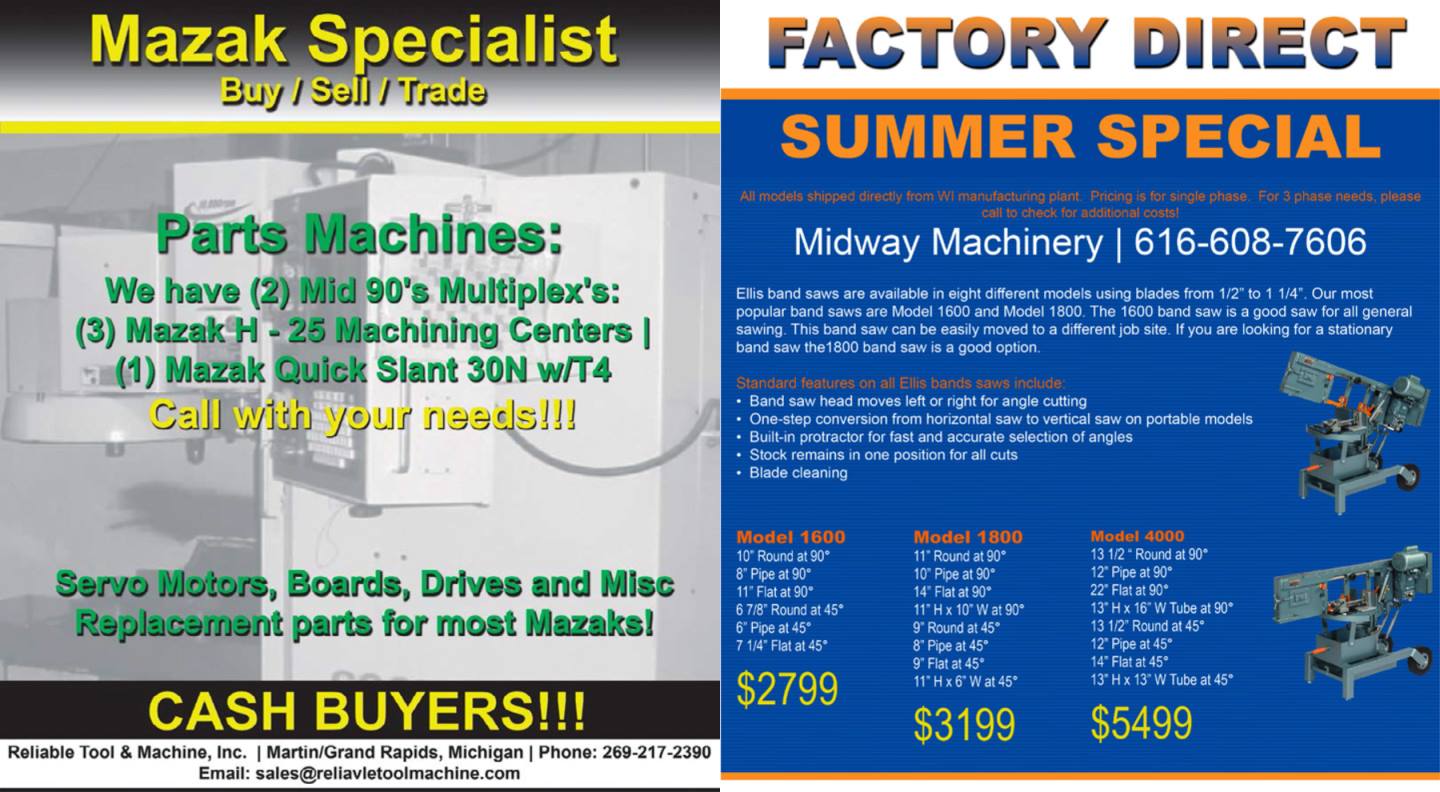 Mazak Specialist
Buy / Sell / Trade
Parts Machines:
We have (2) Mid 90's Multiplex's:
(3) Mazak H - 25 Machining Centers |
(1) Mazak Quick Slant 30N w/T4
Call with your needs!!!
Servo Motors, Boards, Drives and Misc
Replacement parts for most Mazaks!
CASH BUYERS!!!
Reliable Tool & Machine, Inc. | Martin/Grand Rapids, Michigan | Phone: 269-217-2390
Email: sales@reliavletoolmachine.com
FACTORY DIRECT
SUMMER SPECIAL
All models shipped directly from WI manufacturing plant. Pricing is for single phase. For 3 phase needs, please
call to check for additional costs!
Midway Machinery | 616-608-7606
Ellis band saws are available in eight different models using blades from 1/2” to 1 1/4”. Our most
popular band saws are Model 1600 and Model 1800. The 1600 band saw is a good saw for all general
sawing. This band saw can be easily moved to a different job site. If you are looking for a stationary
band saw the1800 band saw is a good option.
Standard features on all Ellis bands saws include:
• Band saw head moves left or right for angle cutting
• One-step conversion from horizontal saw to vertical saw on portable models
• Built-in protractor for fast and accurate selection of angles
• Stock remains in one position for all cuts
• Blade cleaning
Model 1600
10” Round at 90°
8” Pipe at 90°
11” Flat at 90°
6 7/8” Round at 45°
6” Pipe at 45°
7 1/4” Flat at 45°
$2799
Model 1800
11” Round at 90°
10” Pipe at 90°
14” Flat at 90°
11” H x 10” W at 90°
9” Round at 45°
8” Pipe at 45°
9” Flat at 45°
11” H x 6” W at 45°
$3199
Model 4000
13 1/2 “ Round at 90°
12” Pipe at 90°
22” Flat at 90°
13” H x 16” W Tube at 90°
13 1/2” Round at 45°
12” Pipe at 45°
14” Flat at 45°
13” H x 13” W Tube at 45°
$5499